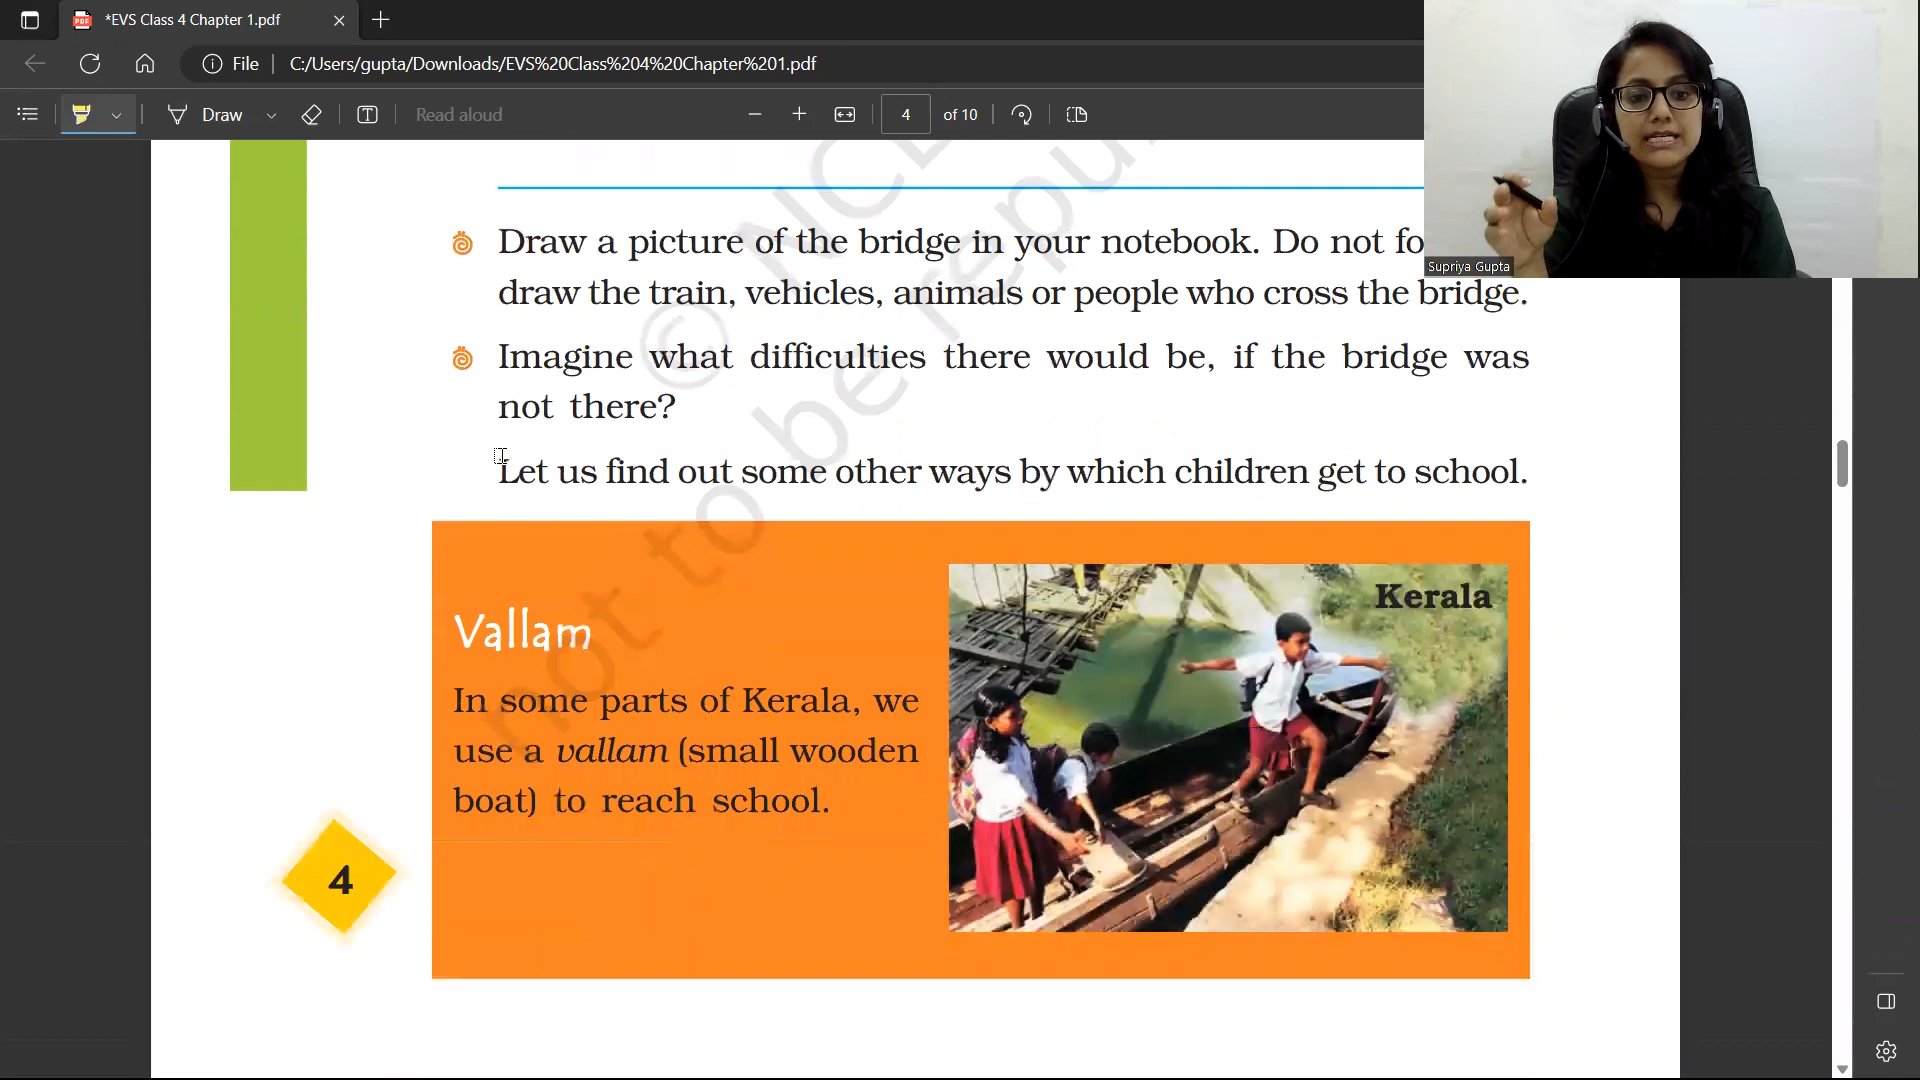 *EVS Class 4 Chapter 1.pdf
File
C:/Users/gupta/Downloads/EVS%20Class%204%20Chapter%201.pdf
Draw
Read aloud
4
of 10
Supriya Gupta
Draw a picture of the bridge in your notebook. Do not
draw the train, vehicles, animals or people who cross the bridge.
Imagine what difficulties there would be, if the bridge was
not there?
Let us find out some other ways by which children get to school.
Vallam
In some parts of Kerala, we
use a vallam (small wooden
boat) to reach school.
Kerala
4
not to be